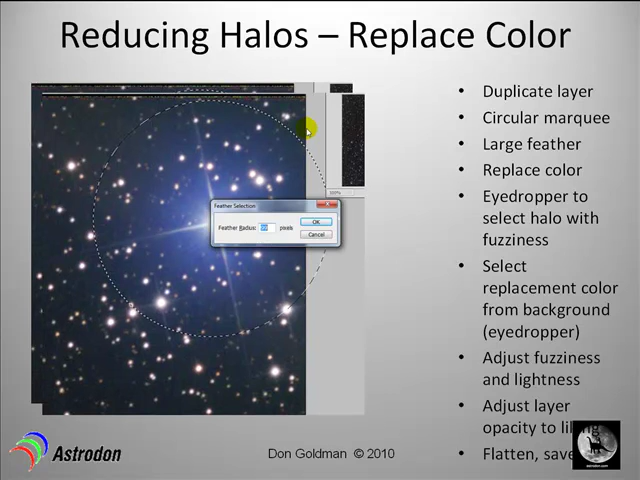 Reducing Halos – Replace Color
• Duplicate layer
• Circular marquee
• Large feather
• Replace color
• Eyedropper to
select halo with
fuzziness
• Select
replacement color
from background
(eyedropper)
• Adjust fuzziness
and lightness
• Adjust layer
opacity to liking
• Flatten, save
Feather Selection
Feather Radius: pixels
OK
Cancel
Astrodon
Don Goldman © 2010